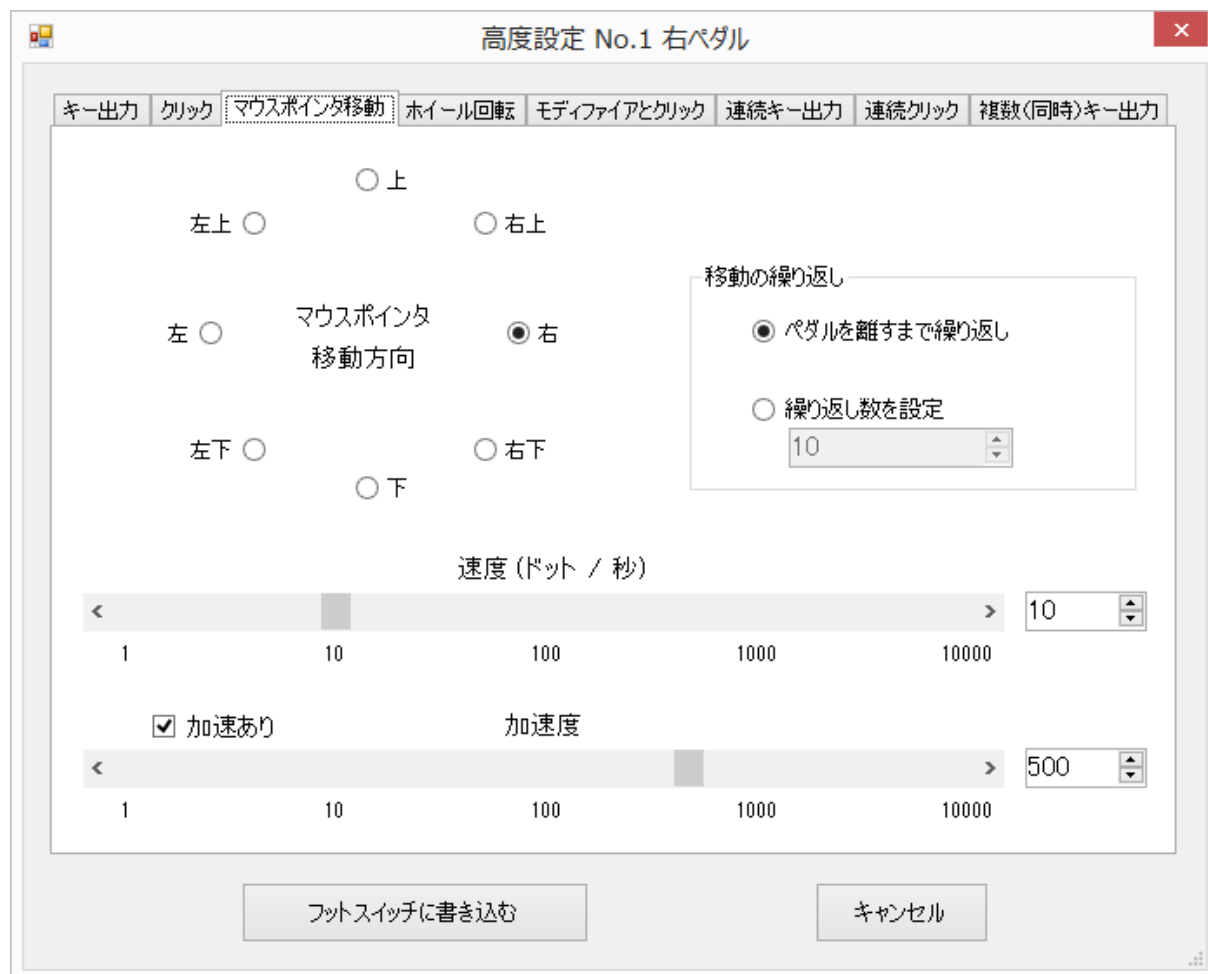 高度設定 No.1 右ペダル
キー出力 クリック マウスポインタ移動 ホイール回転 モディファイアとクリック 連続キー出力 連続クリック 複数(同時)キー出力
上
左上 右上
移動の繰り返し
左 マウスポインタ 右 ペダルを離すまで繰り返し
移動方向
繰り返し数を設定
左下 右下 10
下
速度 (ドット / 秒)
10
1 10 100 1000 10000
加速あり 加速度
500
1 10 100 1000 10000
フットスイッチに書き込む キャンセル